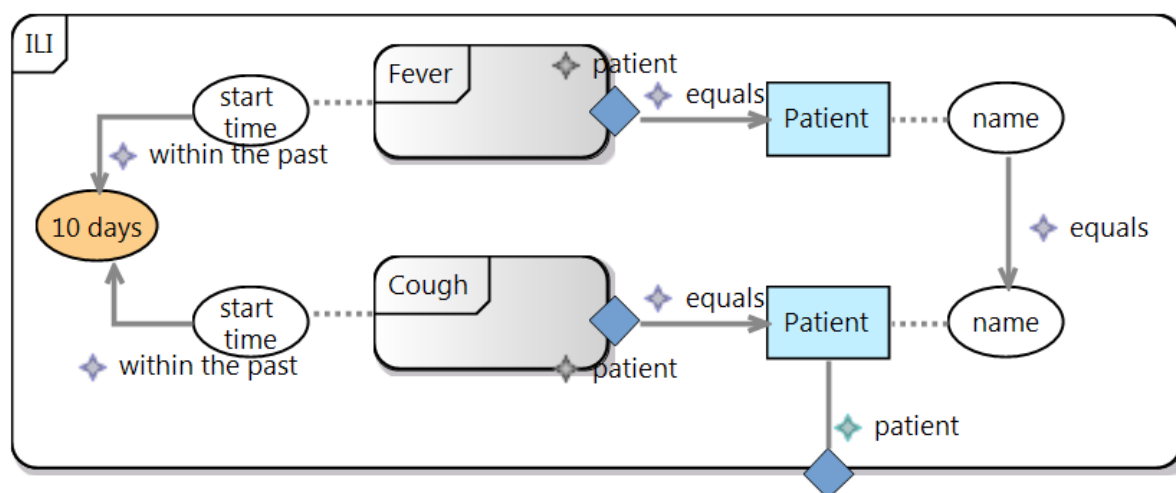 ILI
Fever
patient
start
time
equals
Patient
name
within the past
10 days
equals
Cough
equals
start
time
Patient
name
within the past
patient
patient